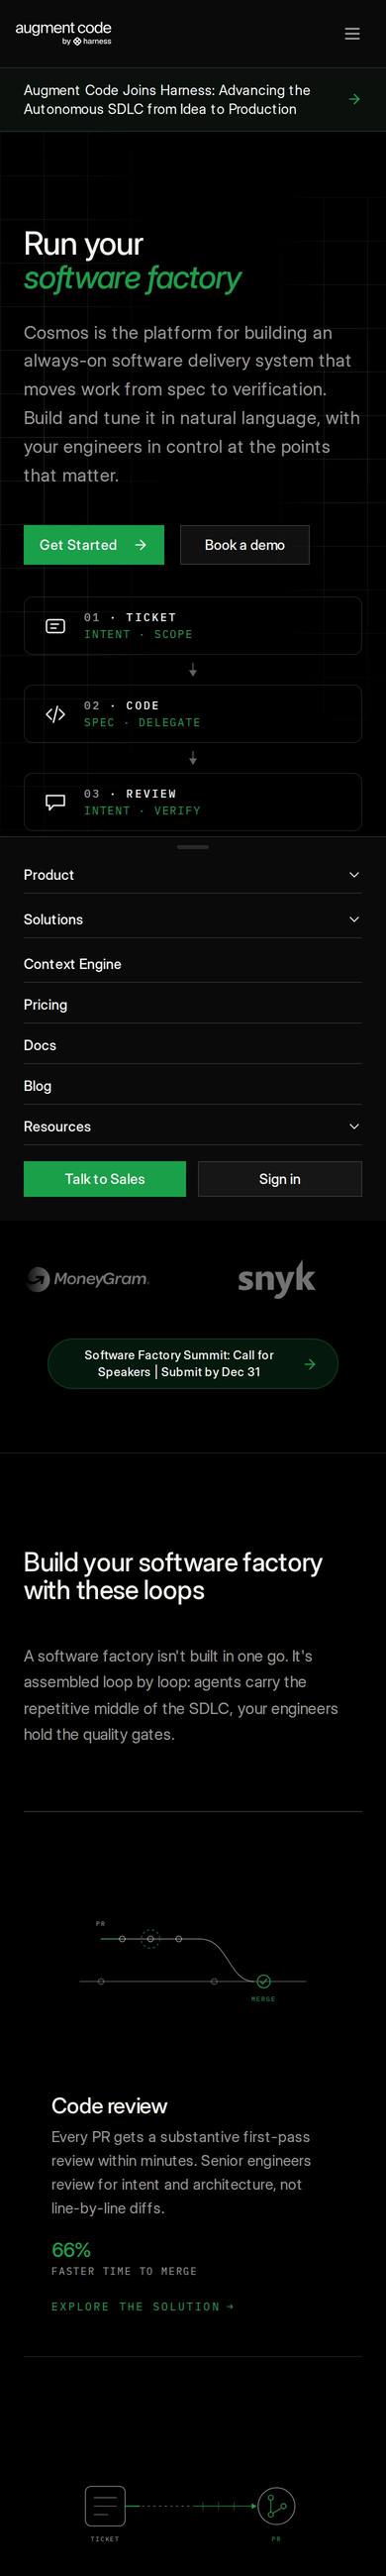 augment code
by harness
Augment Code Joins Harness: Advancing the
Autonomous SDLC from Idea to Production
Run your
software factory
Cosmos is the platform for building an
always-on software delivery system that
moves work from spec to verification.
Build and tune it in natural language, with
your engineers in control at the points
that matter.
Get Started
Book a demo
01 · TICKET
INTENT · SCOPE
02 · CODE
SPEC · DELEGATE
03 · REVIEW
INTENT · VERIFY
Product
Solutions
Context Engine
Pricing
Docs
Blog
Resources
Talk to Sales
Sign in
MoneyGram
snyk
Software Factory Summit: Call for
Speakers | Submit by Dec 31
Build your software factory
with these loops
A software factory isn't built in one go. It's
assembled loop by loop: agents carry the
repetitive middle of the SDLC, your engineers
hold the quality gates.
PR
MERGE
Code review
Every PR gets a substantive first-pass
review within minutes. Senior engineers
review for intent and architecture, not
line-by-line diffs.
66%
FASTER TIME TO MERGE
EXPLORE THE SOLUTION →
TICKET
PR